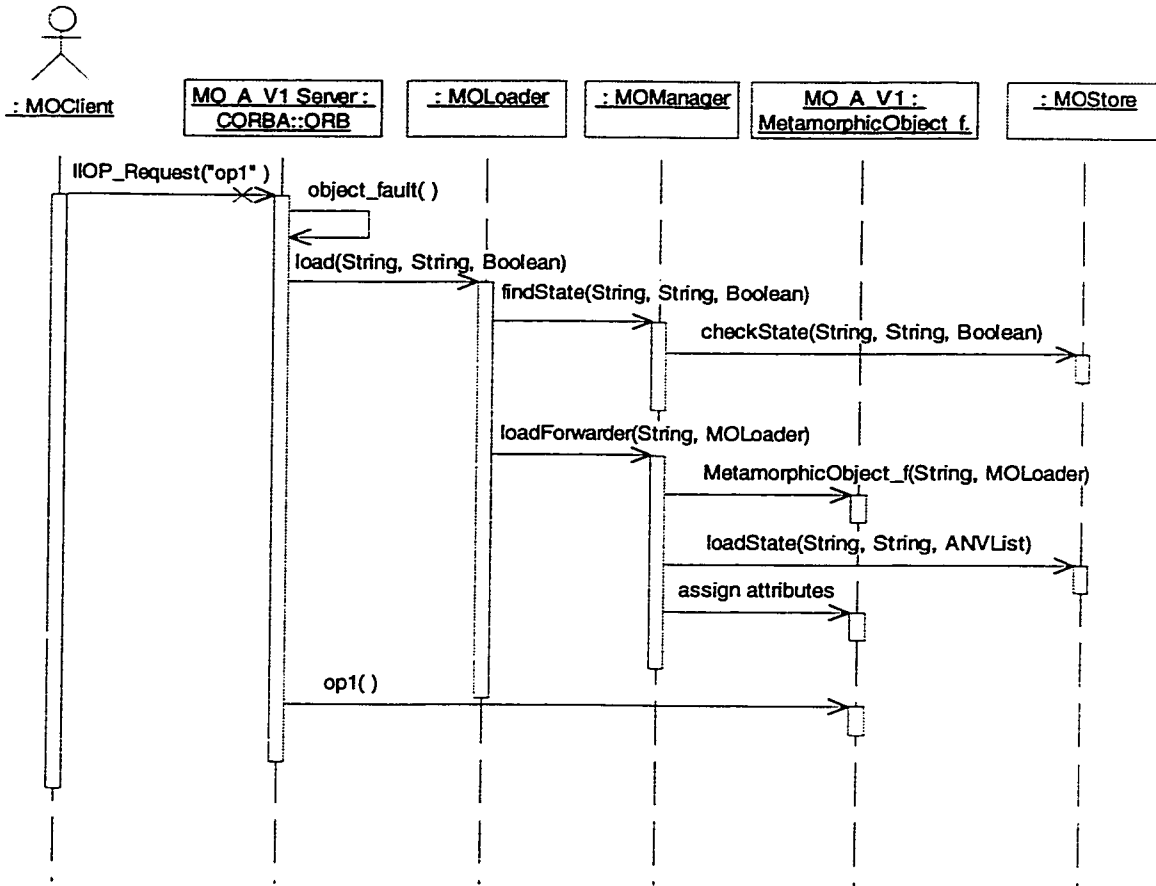 : MOClient
MO_A_V1 Server :
CORBA::ORB
: MOLoader
: MOManager
MO_A_V1 :
MetamorphicObject_f.
: MOStore
IIOP_Request("op1" )
object_fault( )
load(String, String, Boolean)
findState(String, String, Boolean)
checkState(String, String, Boolean)
loadForwarder(String, MOLoader)
MetamorphicObject_f(String, MOLoader)
loadState(String, String, ANVList)
assign attributes
op1( )